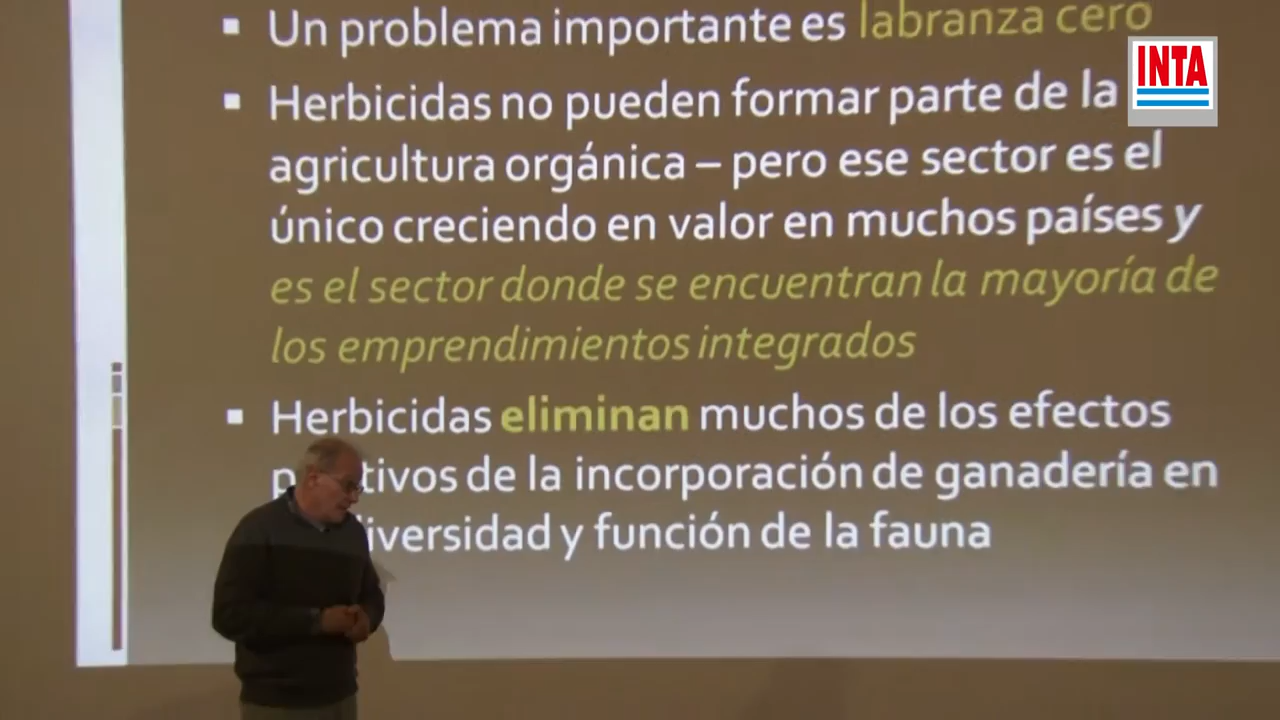 Un problema importante es labranza cero
INTA
Herbicidas no pueden formar parte de la
agricultura orgánica – pero ese sector es el
único creciendo en valor en muchos países y
es el sector donde se encuentran la mayoría de
los emprendimientos integrados
Herbicidas eliminan muchos de los efectos
de la incorporación de ganadería en
y función de la fauna